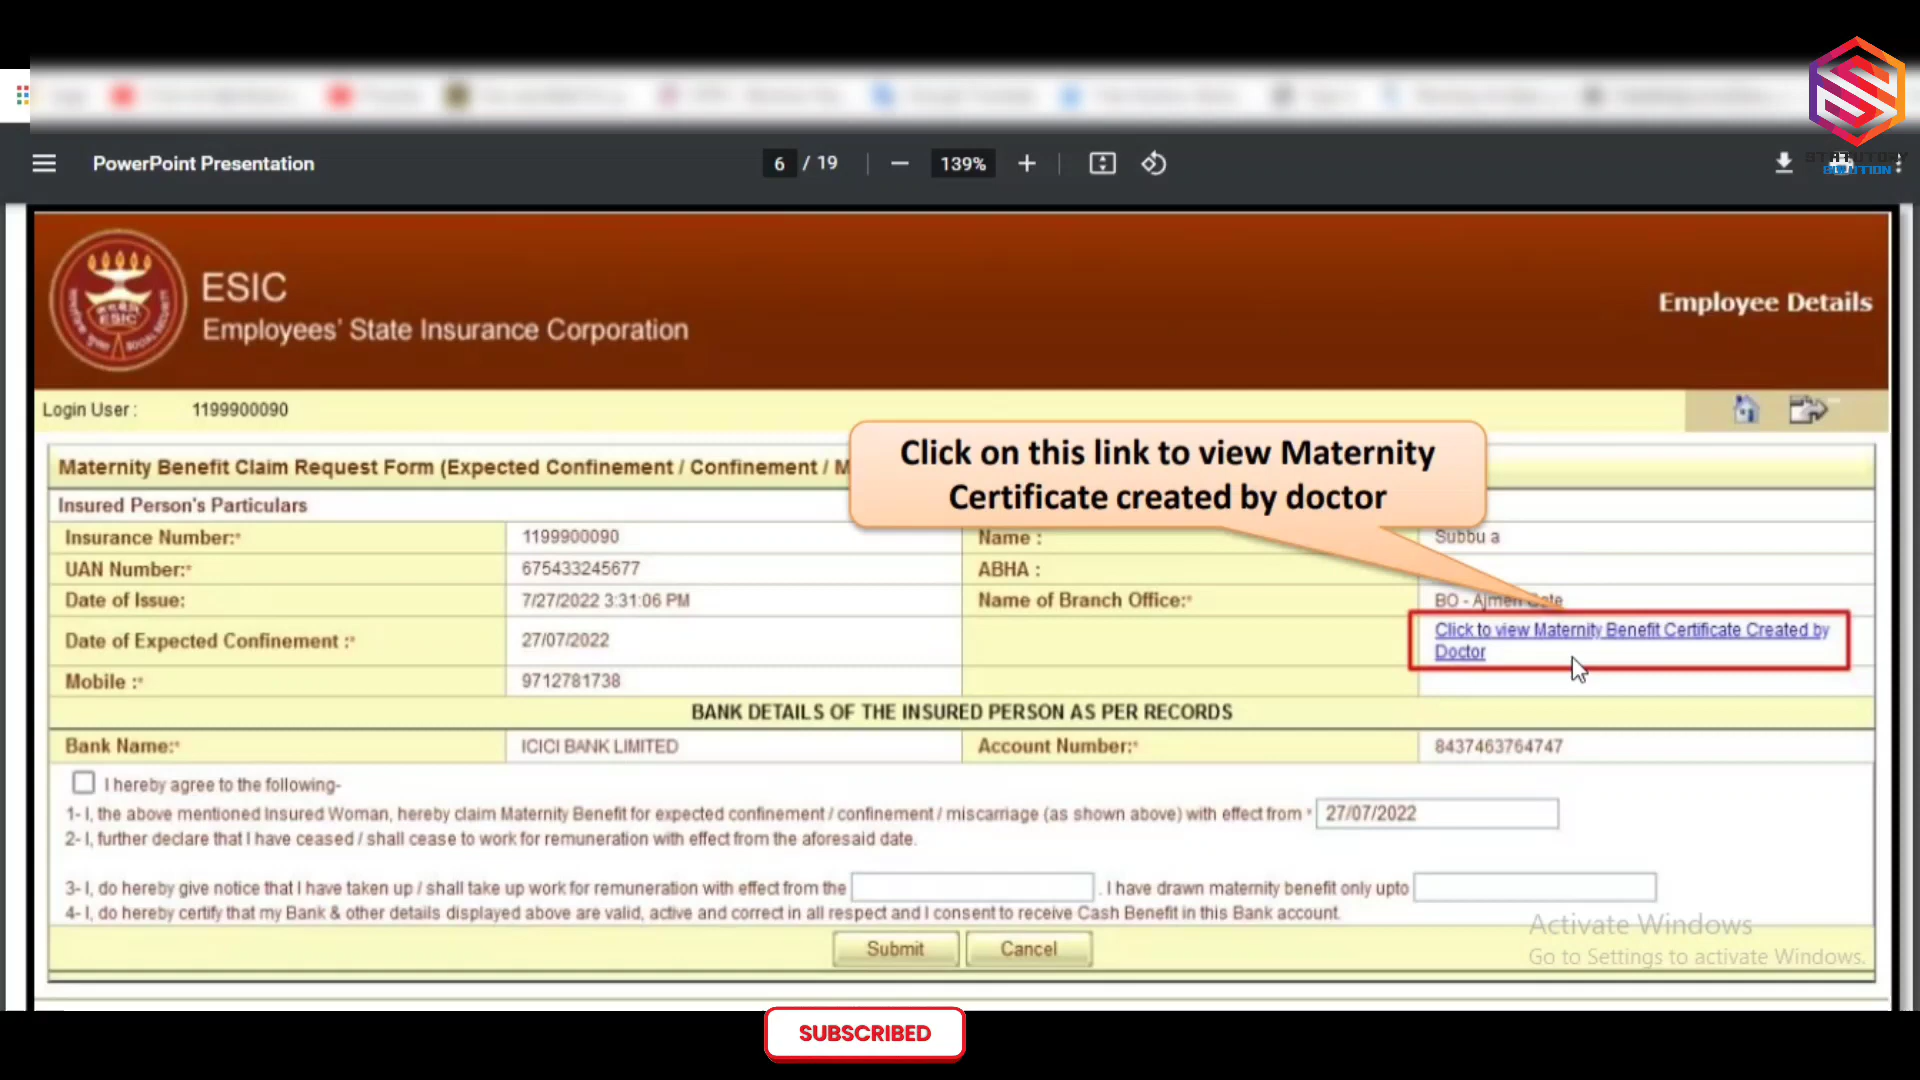 PowerPoint Presentation
6 / 19
139%
STATUTORY
SOLUTION
ESIC
Employees' State Insurance Corporation
Employee Details
Login User : 1199900090
Click on this link to view Maternity
Certificate created by doctor
Maternity Benefit Claim Request Form (Expected Confinement / Confinement / M
Insured Person's Particulars
Insurance Number:* 1199900090 Name : Subbu a
UAN Number:* 675433245677 ABHA :
Date of Issue: 7/27/2022 3:31:06 PM Name of Branch Office:* BO - Ajmeri Gate
Date of Expected Confinement :* 27/07/2022 Click to view Maternity Benefit Certificate Created by
Doctor
Mobile :* 9712781738
BANK DETAILS OF THE INSURED PERSON AS PER RECORDS
Bank Name:* ICICI BANK LIMITED Account Number:* 8437463764747
I hereby agree to the following-
1- I, the above mentioned Insured Woman, hereby claim Maternity Benefit for expected confinement / confinement / miscarriage (as shown above) with effect from * 27/07/2022
2- I, further declare that I have ceased / shall cease to work for remuneration with effect from the aforesaid date.
3- I, do hereby give notice that I have taken up / shall take up work for remuneration with effect from the . I have drawn maternity benefit only upto
4- I, do hereby certify that my Bank & other details displayed above are valid, active and correct in all respect and I consent to receive Cash Benefit in this Bank account.
Submit Cancel
Activate Windows
Go to Settings to activate Windows.
SUBSCRIBED